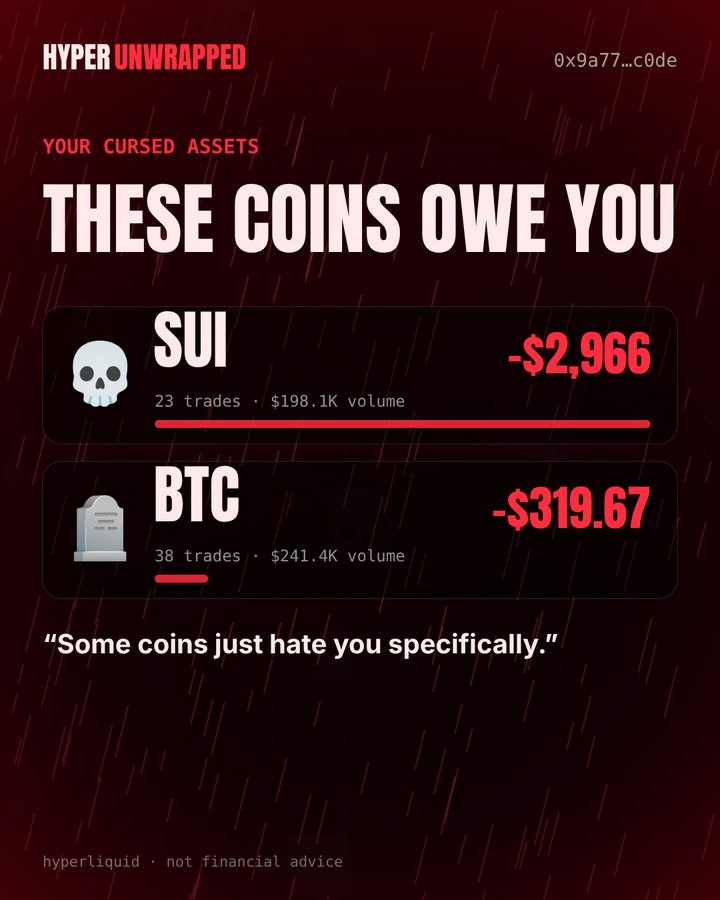 HYPER UNWRAPPED
0x9a77…c0de
YOUR CURSED ASSETS
THESE COINS OWE YOU
SUI
-$2,966
23 trades · $198.1K volume
BTC
-$319.67
38 trades · $241.4K volume
“Some coins just hate you specifically.”
hyperliquid · not financial advice